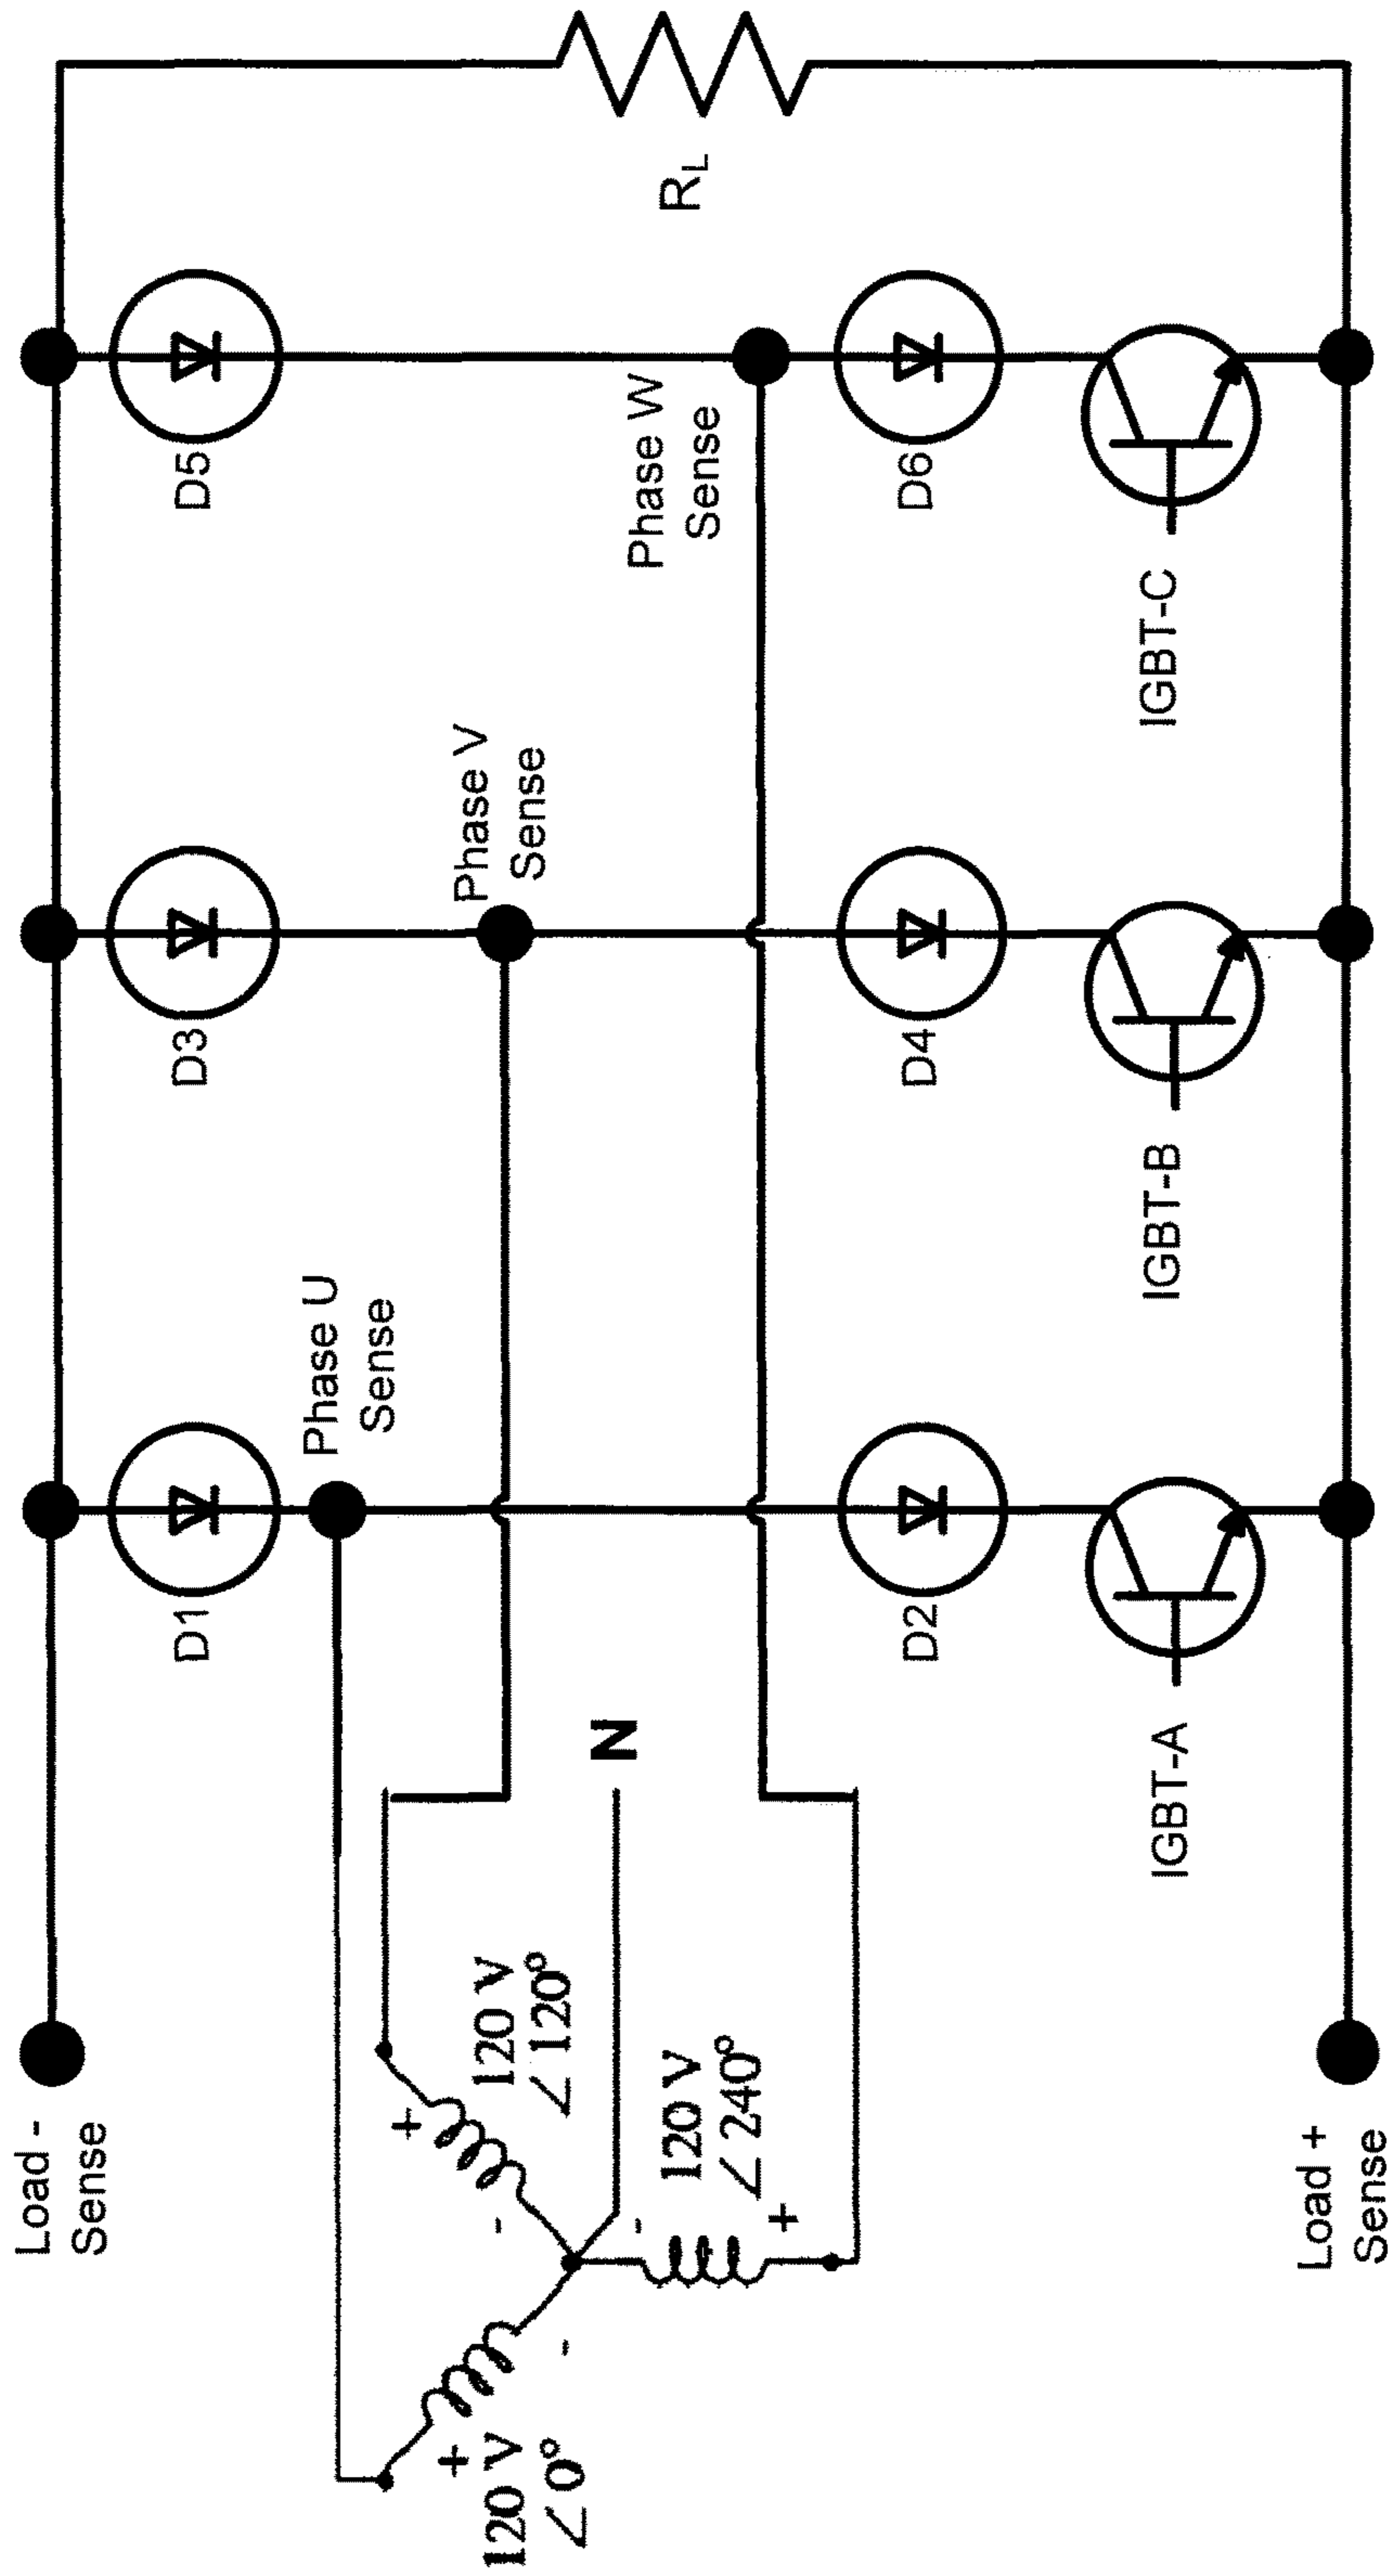 Load -
Sense
D1
Phase U
Sense
D3
Phase V
Sense
D5
Phase W
Sense
R_L
120 V
∠0°
+
-
120 V
∠120°
+
-
120 V
∠240°
+
-
N
D2
D4
D6
IGBT-A
IGBT-B
IGBT-C
Load +
Sense